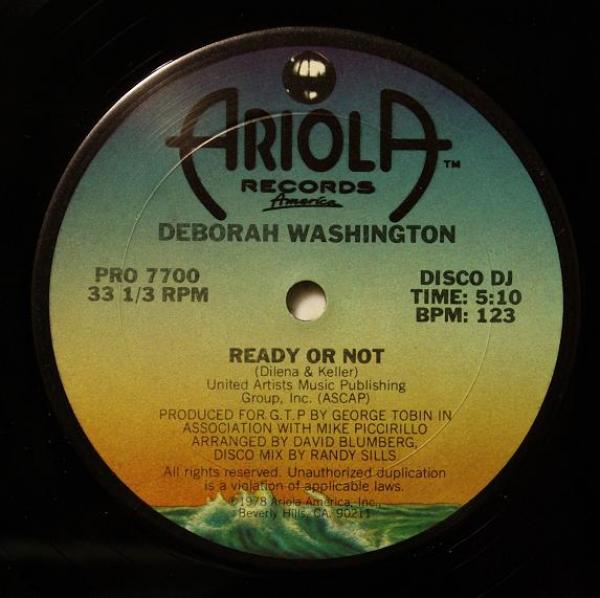 ARIOLA™
RECORDS
America
DEBORAH WASHINGTON
PRO 7700
33 1/3 RPM
DISCO DJ
TIME: 5:10
BPM: 123
READY OR NOT
(Dilena & Keller)
United Artists Music Publishing
Group, Inc. (ASCAP)
PRODUCED FOR G.T.P BY GEORGE TOBIN IN
ASSOCIATION WITH MIKE PICCIRILLO
ARRANGED BY DAVID BLUMBERG,
DISCO MIX BY RANDY SILLS
All rights reserved. Unauthorized duplication
is a violation of applicable laws.
©1978 Ariola America, Inc.,
Beverly Hills, CA. 90211